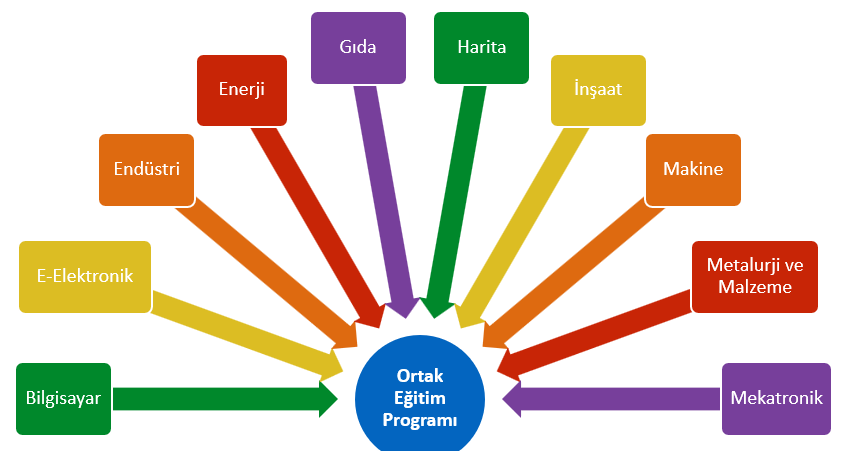 Gıda
Harita
Enerji
İnşaat
Endüstri
Makine
E-Elektronik
Metalurji ve
Malzeme
Bilgisayar
Ortak
Eğitim
Programı
Mekatronik